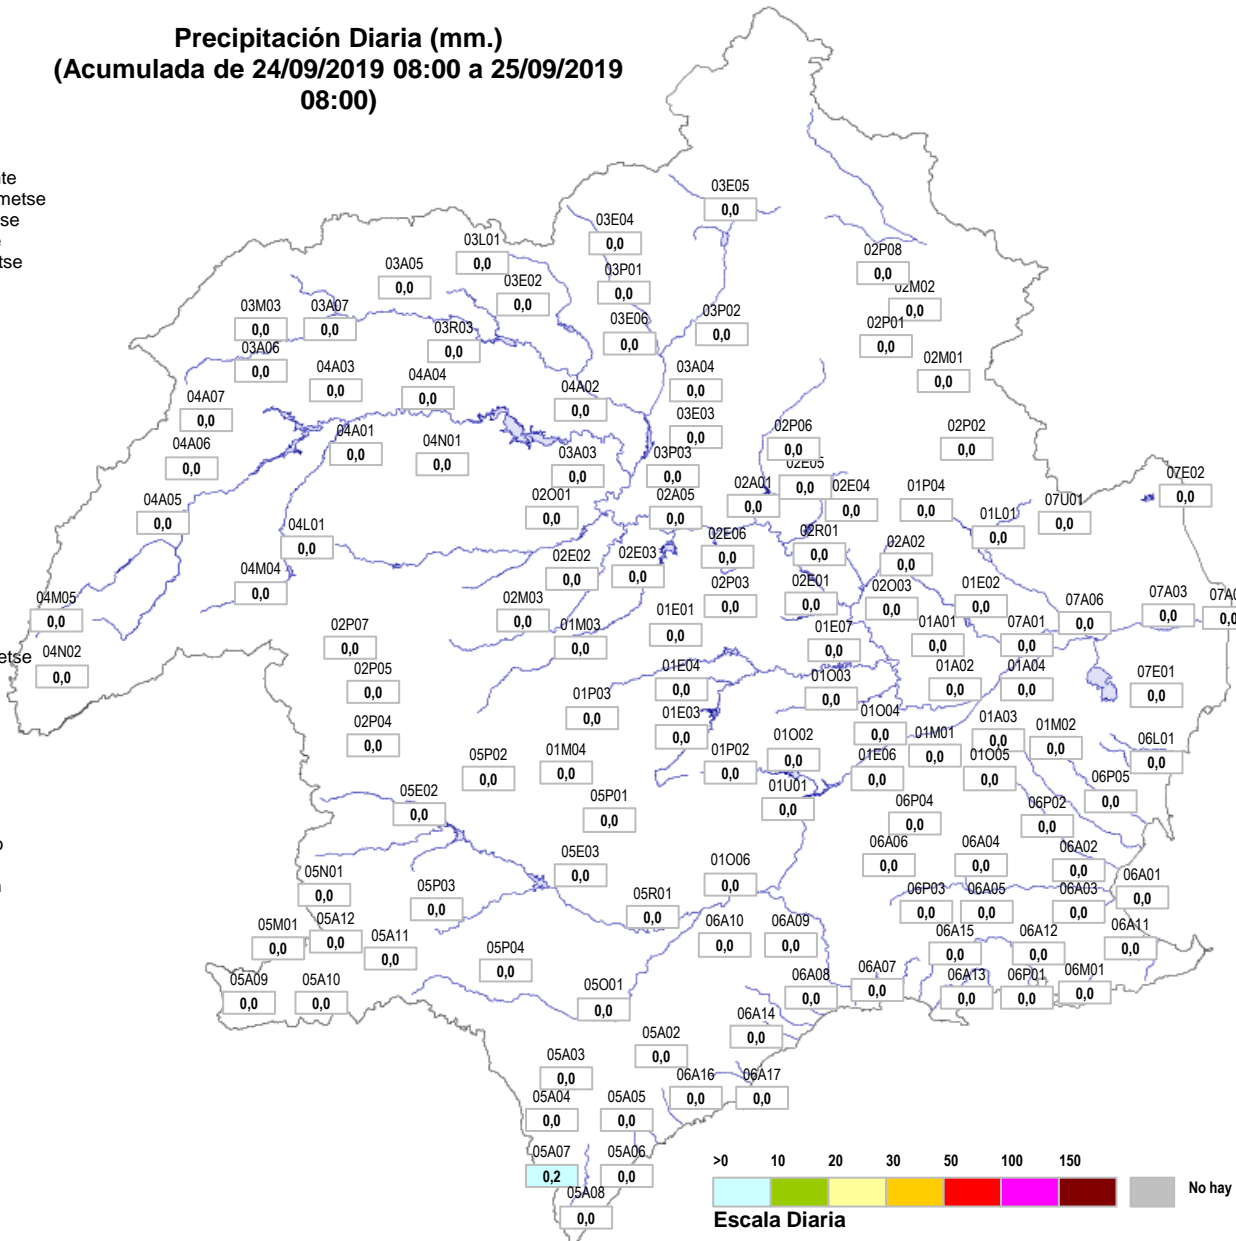 Precipitación Diaria (mm.)
(Acumulada de 24/09/2019 08:00 a 25/09/2019
08:00)
03E05
0,0
03E04
0,0
03L01
0,0
02P08
0,0
03A05
0,0
03P01
0,0
03E02
0,0
02M02
0,0
03M03
0,0
03A07
0,0
03E06
0,0
03P02
0,0
02P01
0,0
03R03
0,0
03A06
0,0
04A03
0,0
04A04
0,0
03A04
0,0
02M01
0,0
04A07
0,0
04A02
0,0
03E03
0,0
04A01
0,0
04N01
0,0
02P06
0,0
02P02
0,0
04A06
0,0
03A03
0,0
03P03
0,0
02E05
0,0
07E02
0,0
04A05
0,0
02O01
0,0
02A05
0,0
02A01
0,0
02E04
0,0
01P04
0,0
07U01
0,0
01L01
0,0
04L01
0,0
02E02
0,0
02E03
0,0
02E06
0,0
02R01
0,0
02A02
0,0
04M04
0,0
02P03
0,0
02E01
0,0
02O03
0,0
01E02
0,0
07A03
0,0
04M05
0,0
02M03
0,0
01E01
0,0
07A06
0,0
0,0
02P07
0,0
01M03
0,0
01E07
0,0
01A01
0,0
07A01
0,0
04N02
0,0
etse
02P05
0,0
01E04
0,0
01O03
0,0
01A02
0,0
01A04
0,0
07E01
0,0
01P03
0,0
02P04
0,0
01E03
0,0
01O04
0,0
01A03
0,0
01M02
0,0
01M01
0,0
06L01
0,0
05P02
0,0
01M04
0,0
01P02
0,0
01O02
0,0
01E06
0,0
01O05
0,0
06P05
0,0
05E02
0,0
05P01
0,0
01U01
0,0
06P04
0,0
06P02
0,0
05E03
0,0
01O06
0,0
06A06
0,0
06A04
0,0
06A02
0,0
05N01
0,0
05P03
0,0
05R01
0,0
06P03
0,0
06A05
0,0
06A03
0,0
06A01
0,0
05M01
0,0
05A12
0,0
05A11
0,0
05P04
0,0
06A10
0,0
06A09
0,0
06A15
0,0
06A12
0,0
06A11
0,0
05A09
0,0
05A10
0,0
05O01
0,0
06A08
0,0
06A07
0,0
06A13
0,0
06P01
0,0
06M01
0,0
06A14
0,0
05A02
0,0
05A03
0,0
06A16
0,0
06A17
0,0
05A04
0,0
05A05
0,0
05A07
0,2
05A06
0,0
05A08
0,0
>0 10 20 30 50 100 150
No hay
Escala Diaria